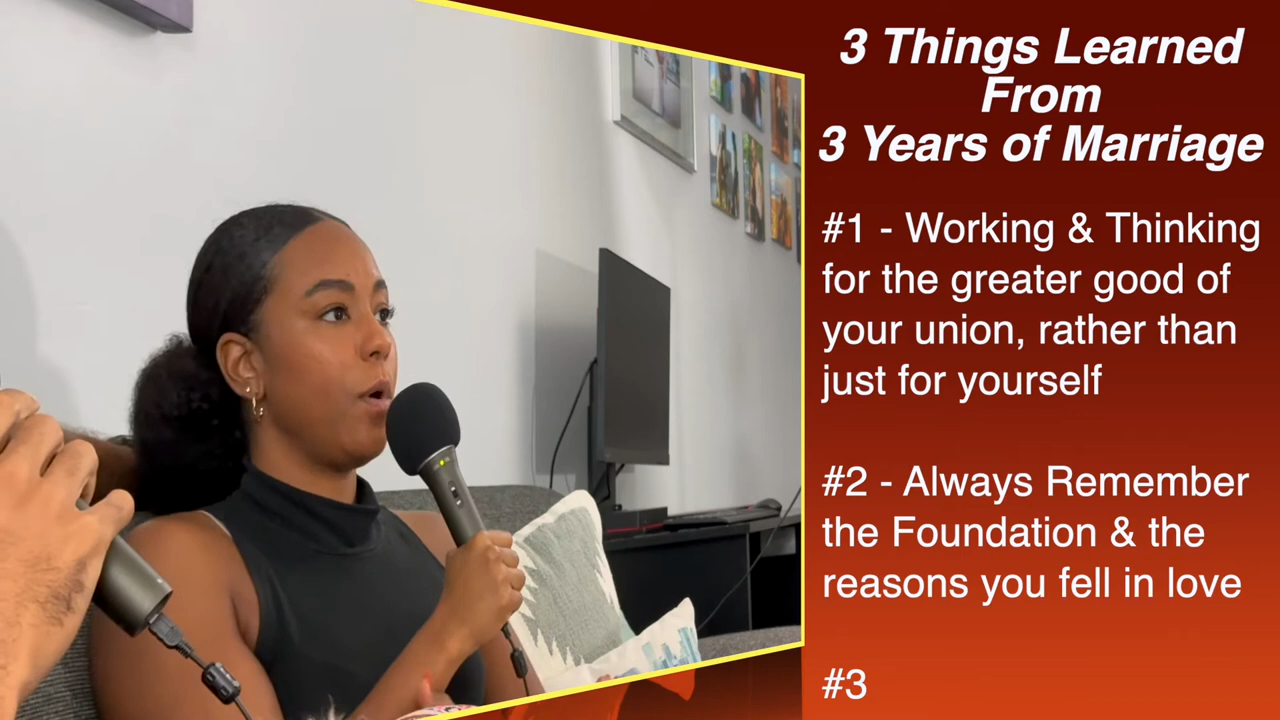 3 Things Learned
From
3 Years of Marriage
#1 - Working & Thinking
for the greater good of
your union, rather than
just for yourself
#2 - Always Remember
the Foundation & the
reasons you fell in love
#3